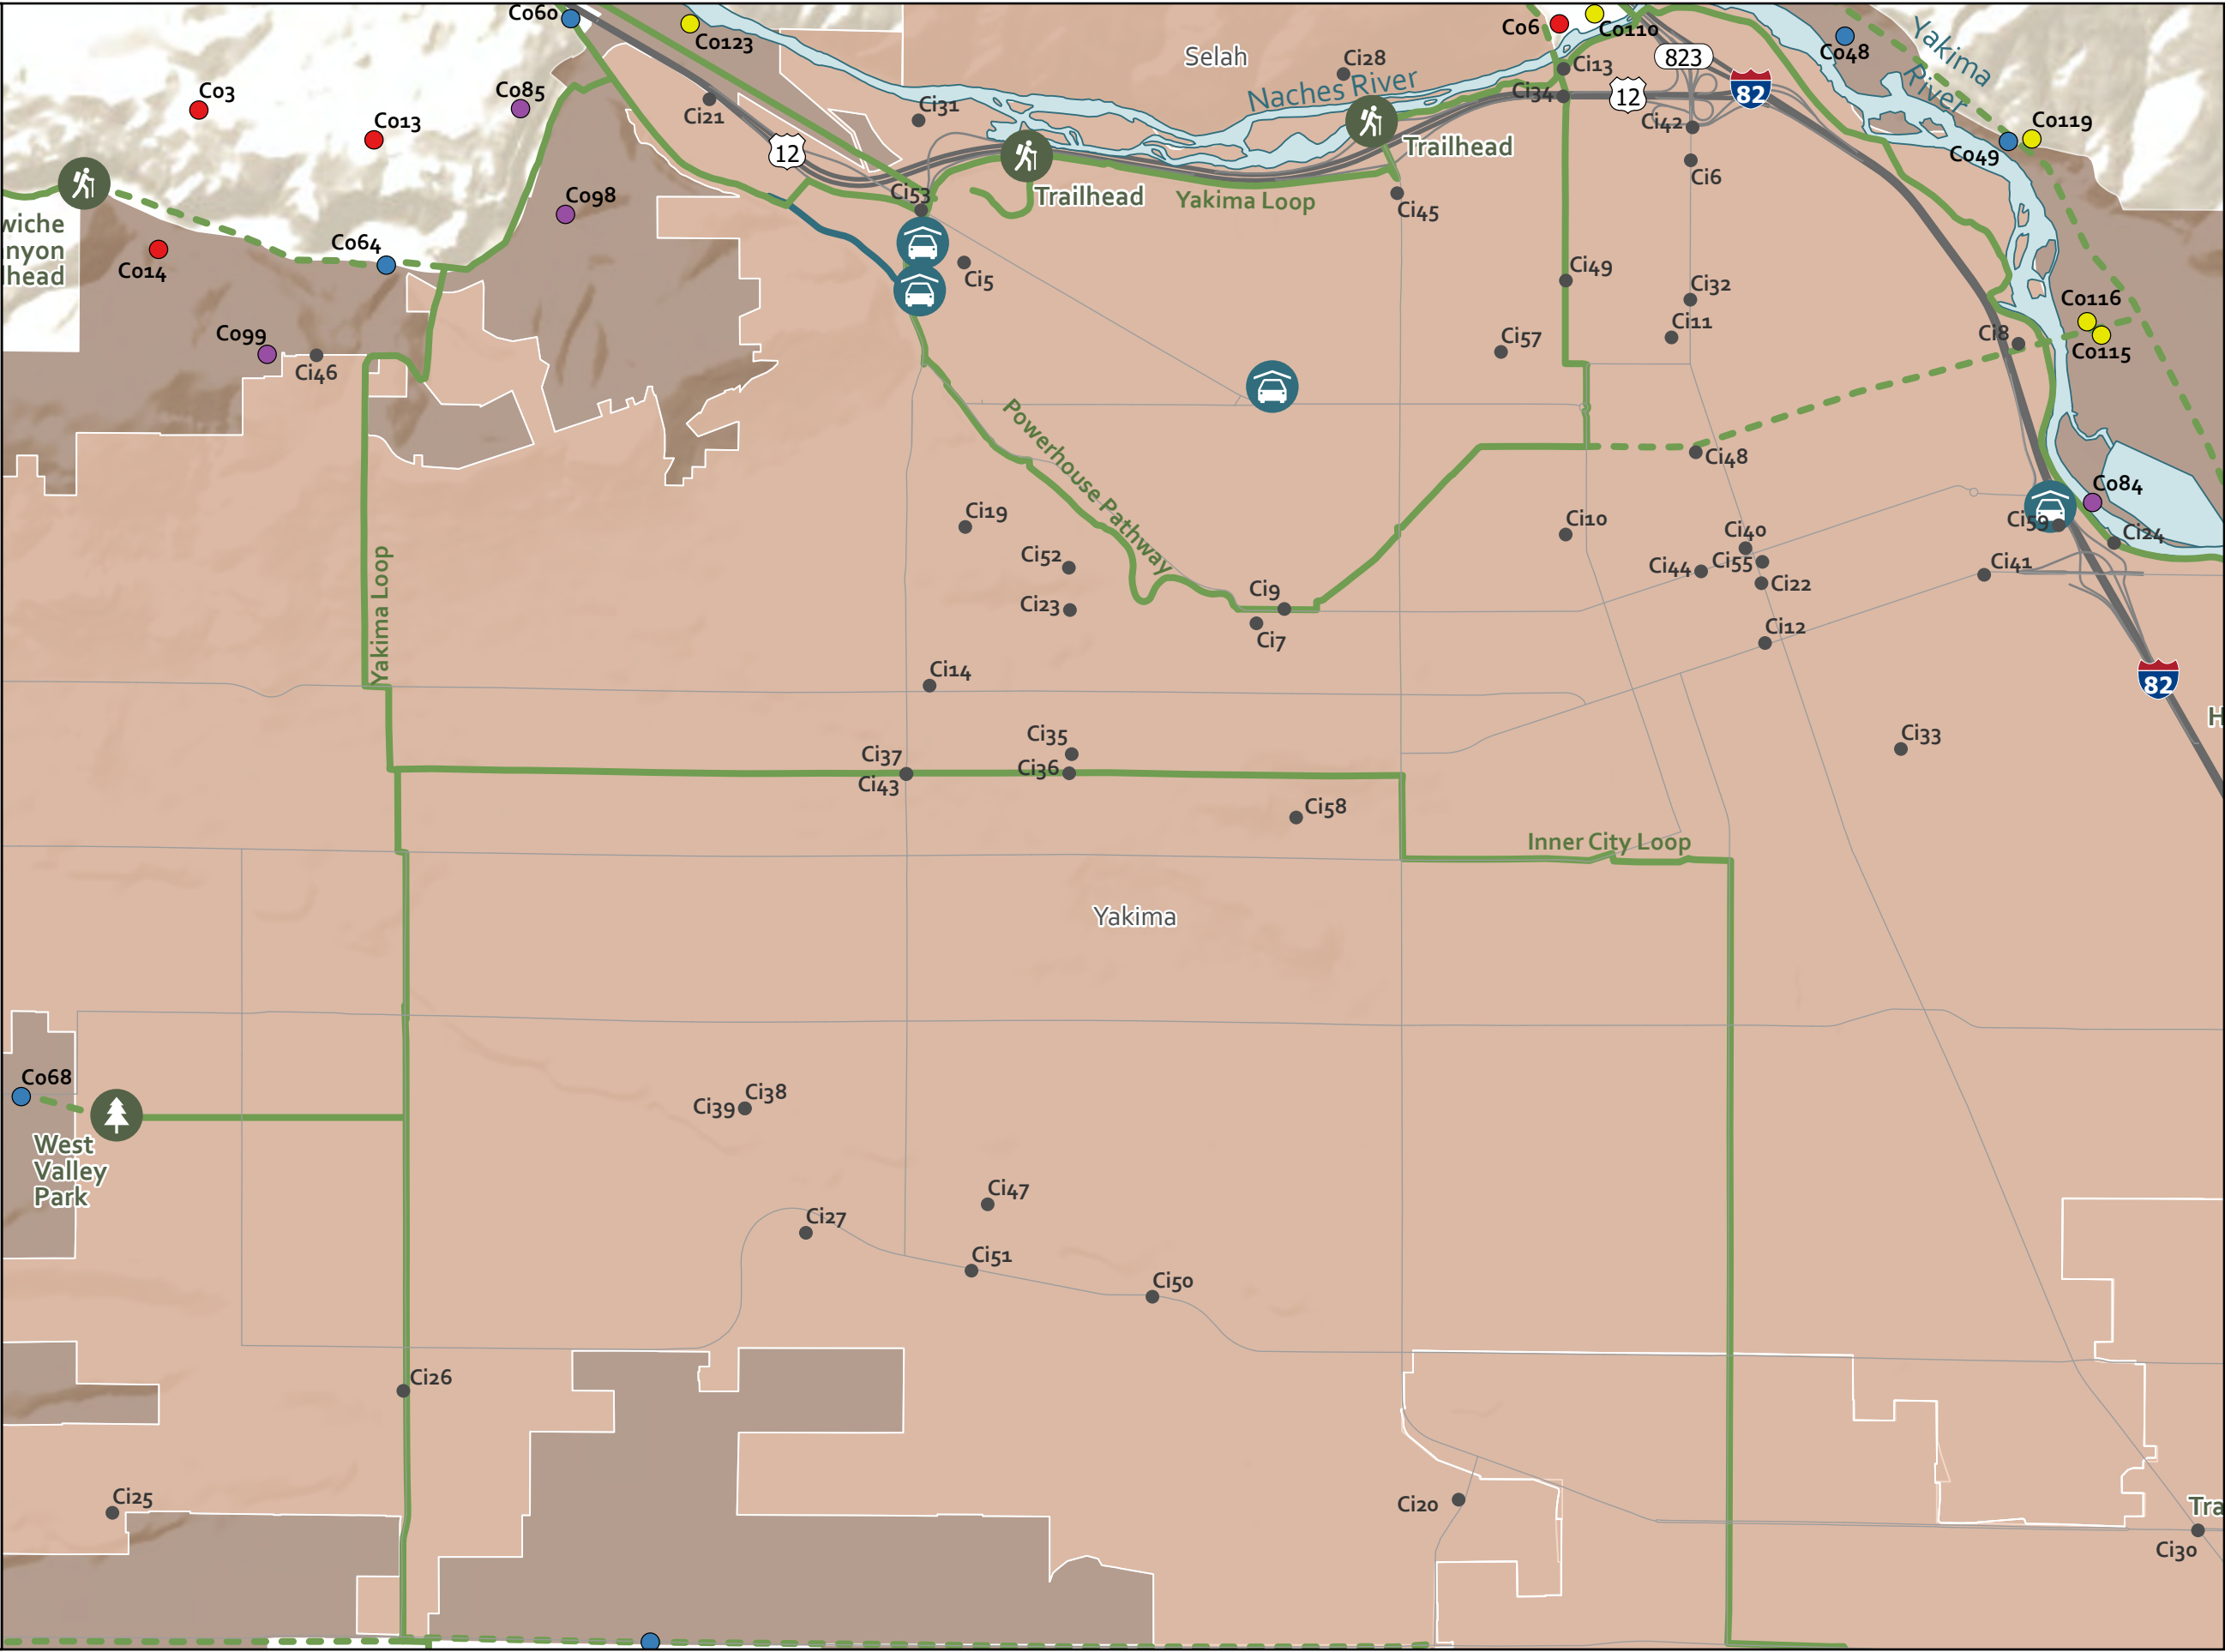 Co60
Co123
Selah
Ci28
Co6
Co110
823
Co48
Yakima
River
Co3
Co85
Ci21
Ci31
Naches River
Ci13
Ci34
12
82
Co13
12
Ci42
Co119
Trailhead
Co49
Ci6
Co98
Ci53
Trailhead
Yakima Loop
Ci45
wiche
nyon
lhead
Co64
Co14
Ci5
Ci49
Ci32
Co116
Co99
Ci11
Ci57
Ci8
Co115
Ci46
Powerhouse Pathway
Ci48
Co84
Ci19
Ci10
Ci59
Ci40
Ci24
Ci52
Ci44
Ci55
Ci41
Ci22
Yakima Loop
Ci23
Ci9
Ci7
Ci12
Ci14
82
H
Ci35
Ci33
Ci37
Ci36
Ci43
Ci58
Inner City Loop
Yakima
Co68
Ci38
Ci39
West
Valley
Park
Ci47
Ci27
Ci51
Ci50
Ci26
Ci25
Ci20
Tra
Ci30